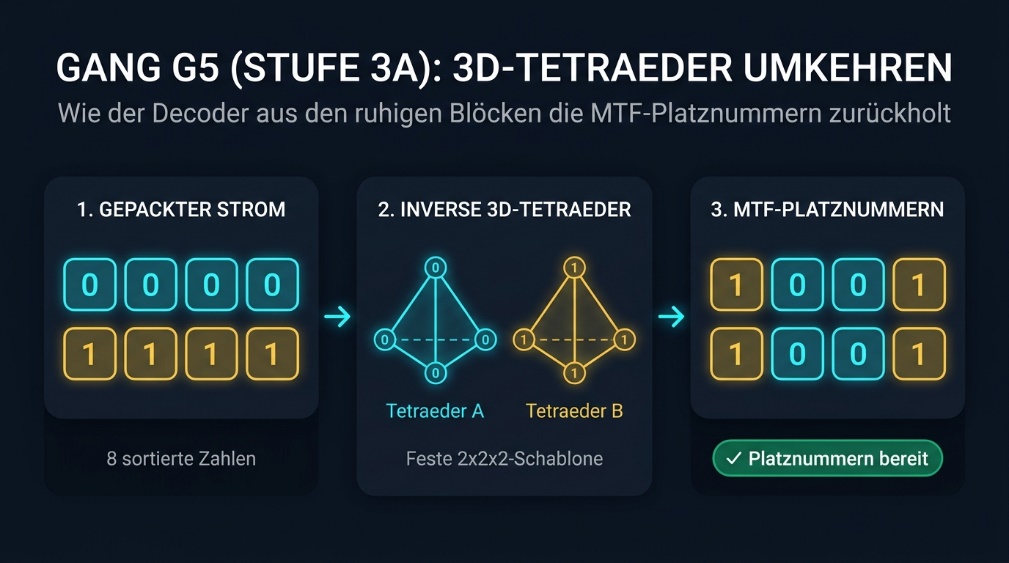 GANG G5 (STUFE 3A): 3D-TETRAEDER UMKEHREN
Wie der Decoder aus den ruhigen Blöcken die MTF-Platznummern zurückholt
1. GEPACKTER STROM
0 0 0 0
1 1 1 1
8 sortierte Zahlen
2. INVERSE 3D-TETRAEDER
0 1
0 0 1 1
0 1
Tetraeder A Tetraeder B
Feste 2x2x2-Schablone
3. MTF-PLATZNUMMERN
1 0 0 1
1 0 0 1
✓ Platznummern bereit